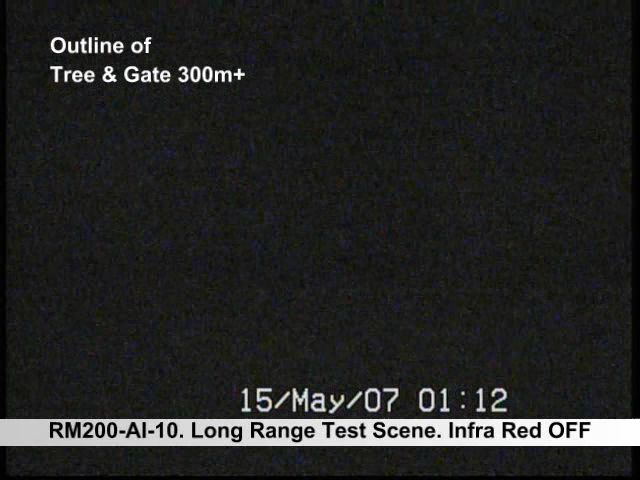 Outline of
Tree & Gate 300m+
15/May/07 01:12
RM200-AI-10. Long Range Test Scene. Infra Red OFF